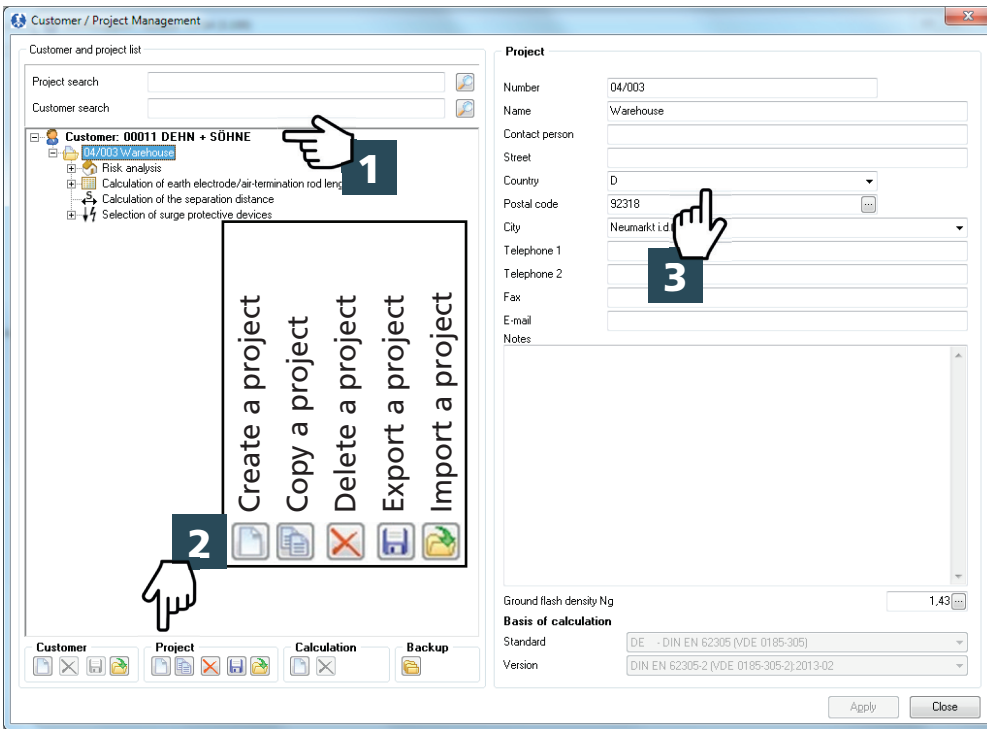 Customer / Project Management
Customer and project list
Project search
Customer search
Customer: 00011 DEHN + SÖHNE
04/003 Warehouse
Risk analysis
Calculation of earth electrode/air-termination rod leng
Calculation of the separation distance
Selection of surge protective devices
1
Create a project
Copy a project
Delete a project
Export a project
Import a project
2
Customer
Project
Calculation
Backup
Project
Number 04/003
Name Warehouse
Contact person
Street
Country D
Postal code 92318 ...
City Neumarkt i.d.
Telephone 1
Telephone 2
Fax
E-mail
Notes
3
Ground flash density Ng 1,43 ...
Basis of calculation
Standard DE - DIN EN 62305 (VDE 0185-305)
Version DIN EN 62305-2 (VDE 0185-305-2):2013-02
Apply
Close